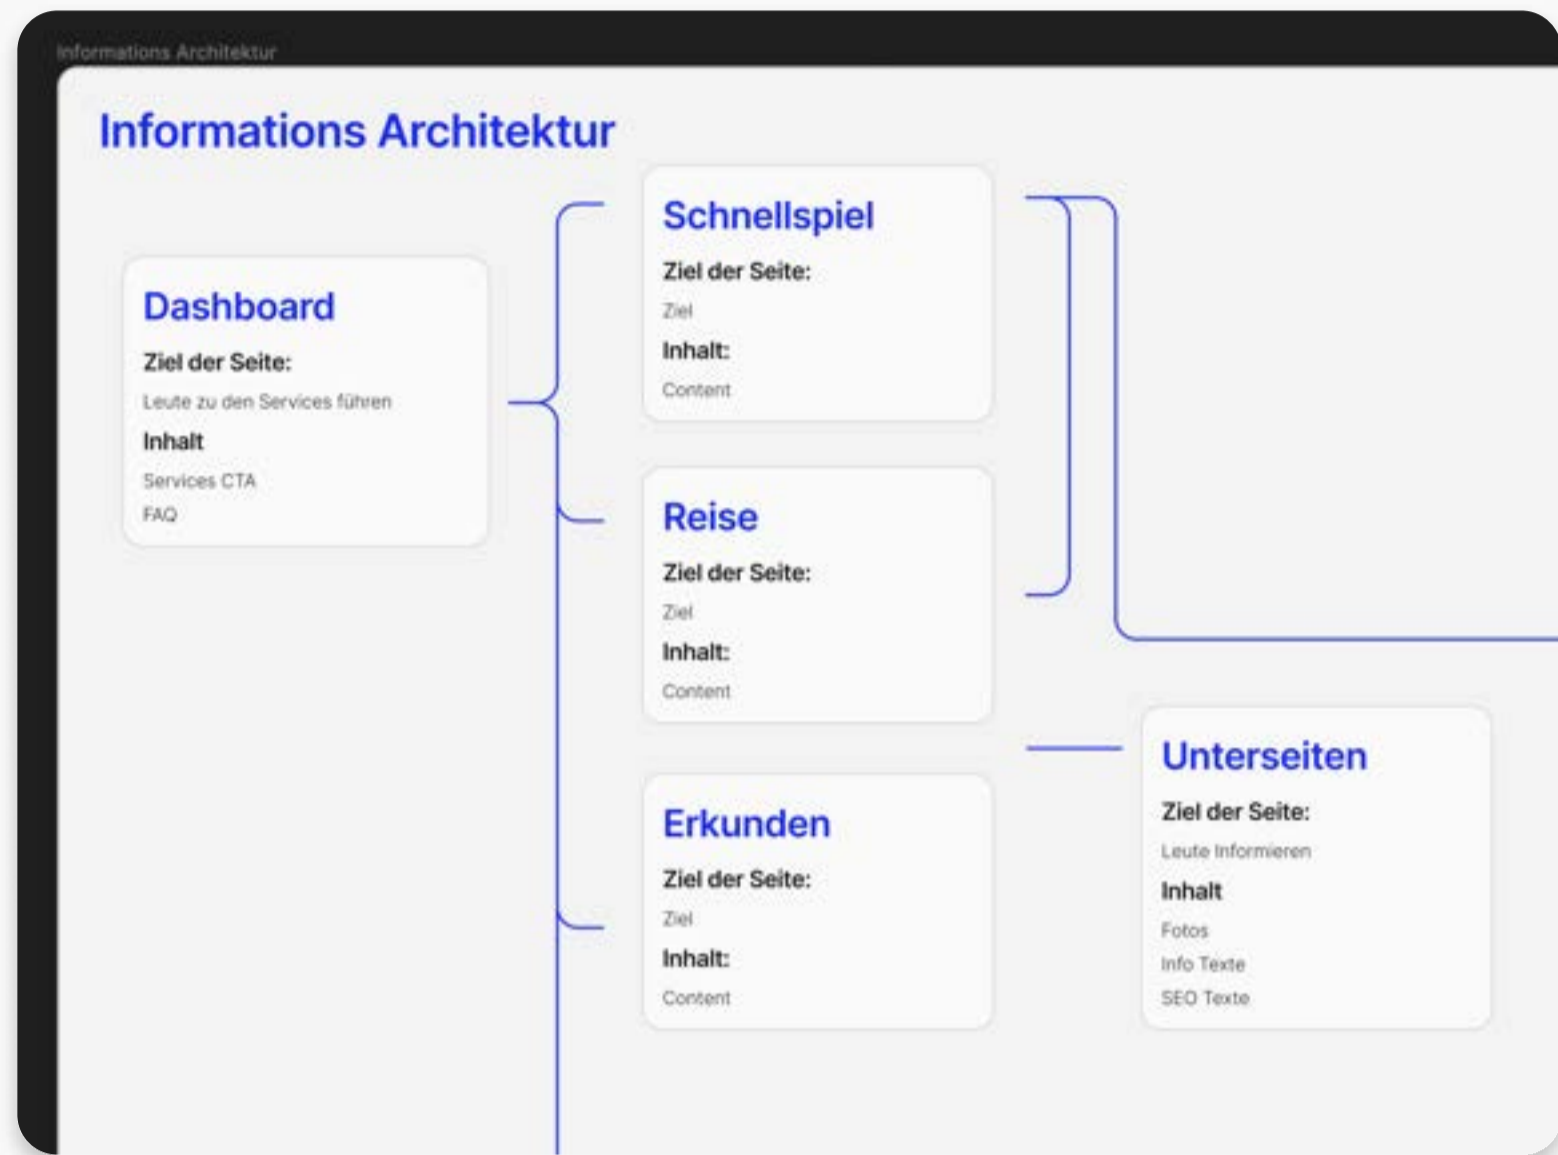 Informations Architektur
Informations Architektur
Dashboard
Ziel der Seite:
Leute zu den Services führen
Inhalt
Services CTA
FAQ
Schnellspiel
Ziel der Seite:
Ziel
Inhalt:
Content
Reise
Ziel der Seite:
Ziel
Inhalt:
Content
Erkunden
Ziel der Seite:
Ziel
Inhalt:
Content
Unterseiten
Ziel der Seite:
Leute Informieren
Inhalt
Fotos
Info Texte
SEO Texte